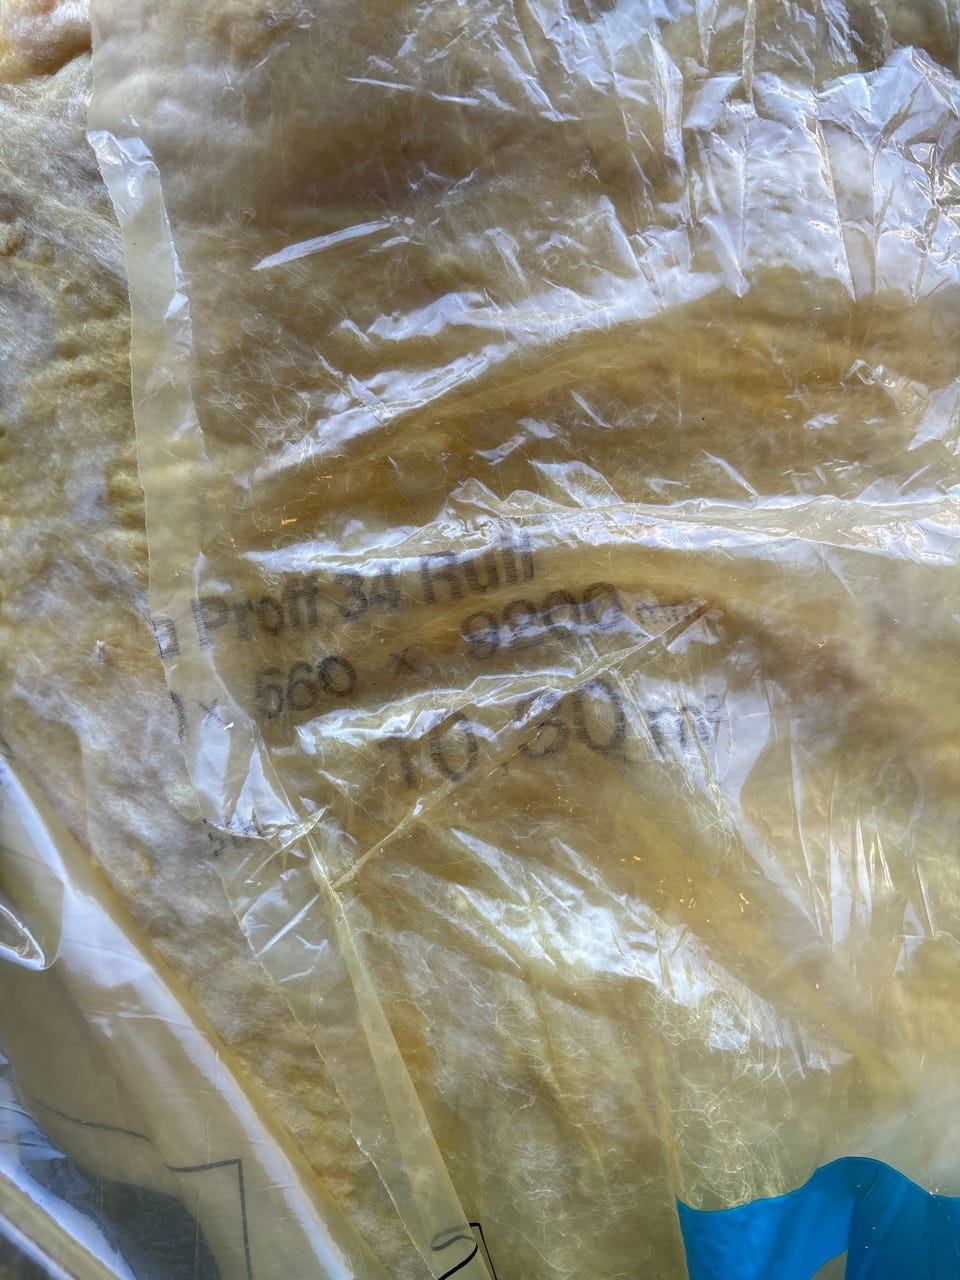 a Proff 34 Rull
x 560 x 9200
10,30 m²